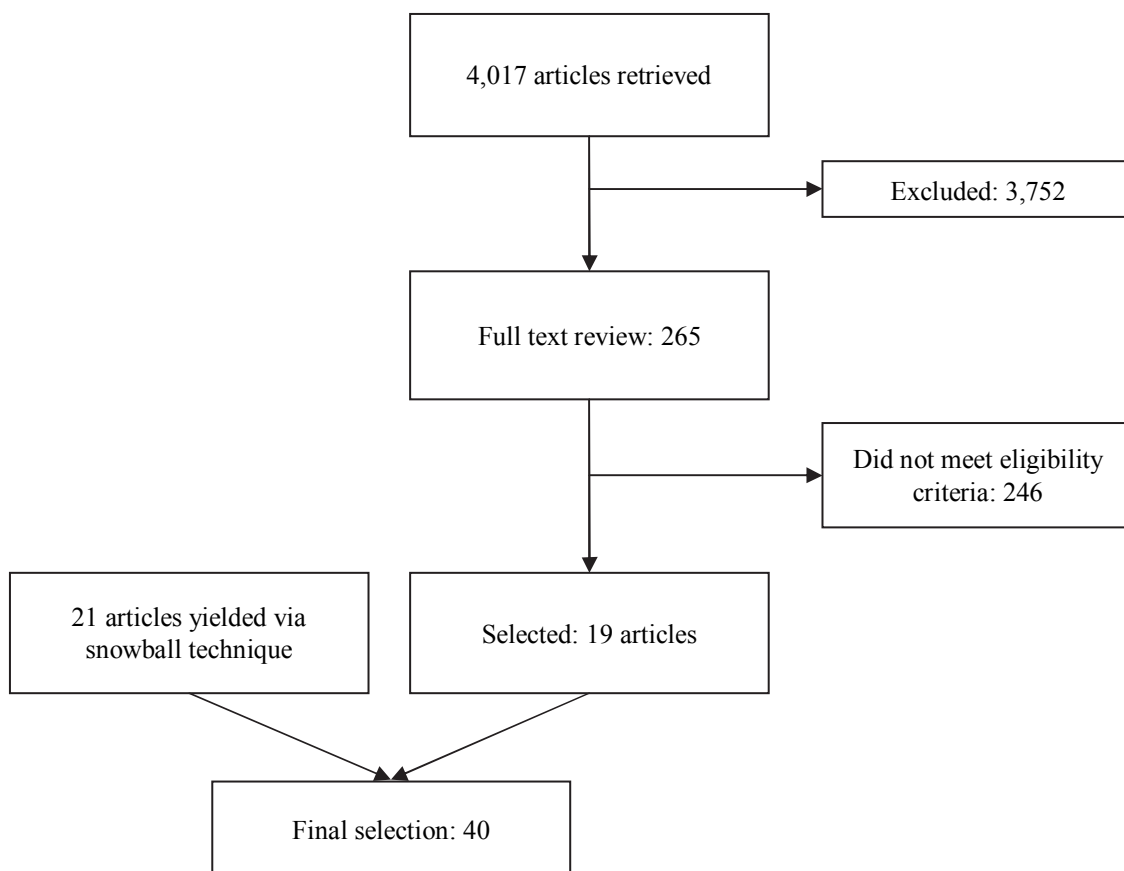 4,017 articles retrieved
Excluded: 3,752
Full text review: 265
Did not meet eligibility
criteria: 246
21 articles yielded via
snowball technique
Selected: 19 articles
Final selection: 40